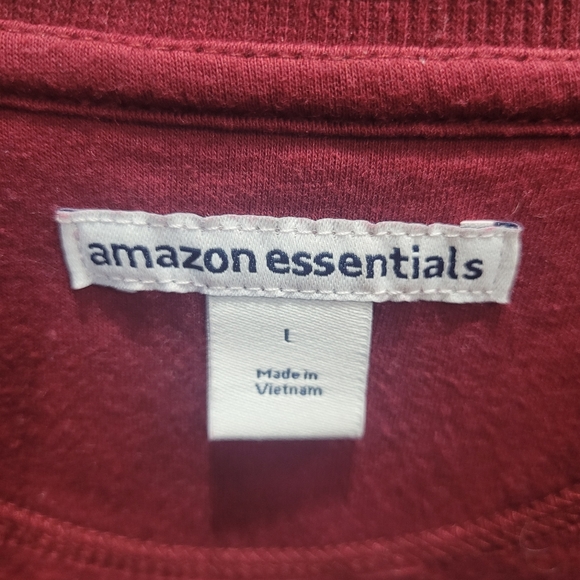 amazon essentials
L
Made in
Vietnam